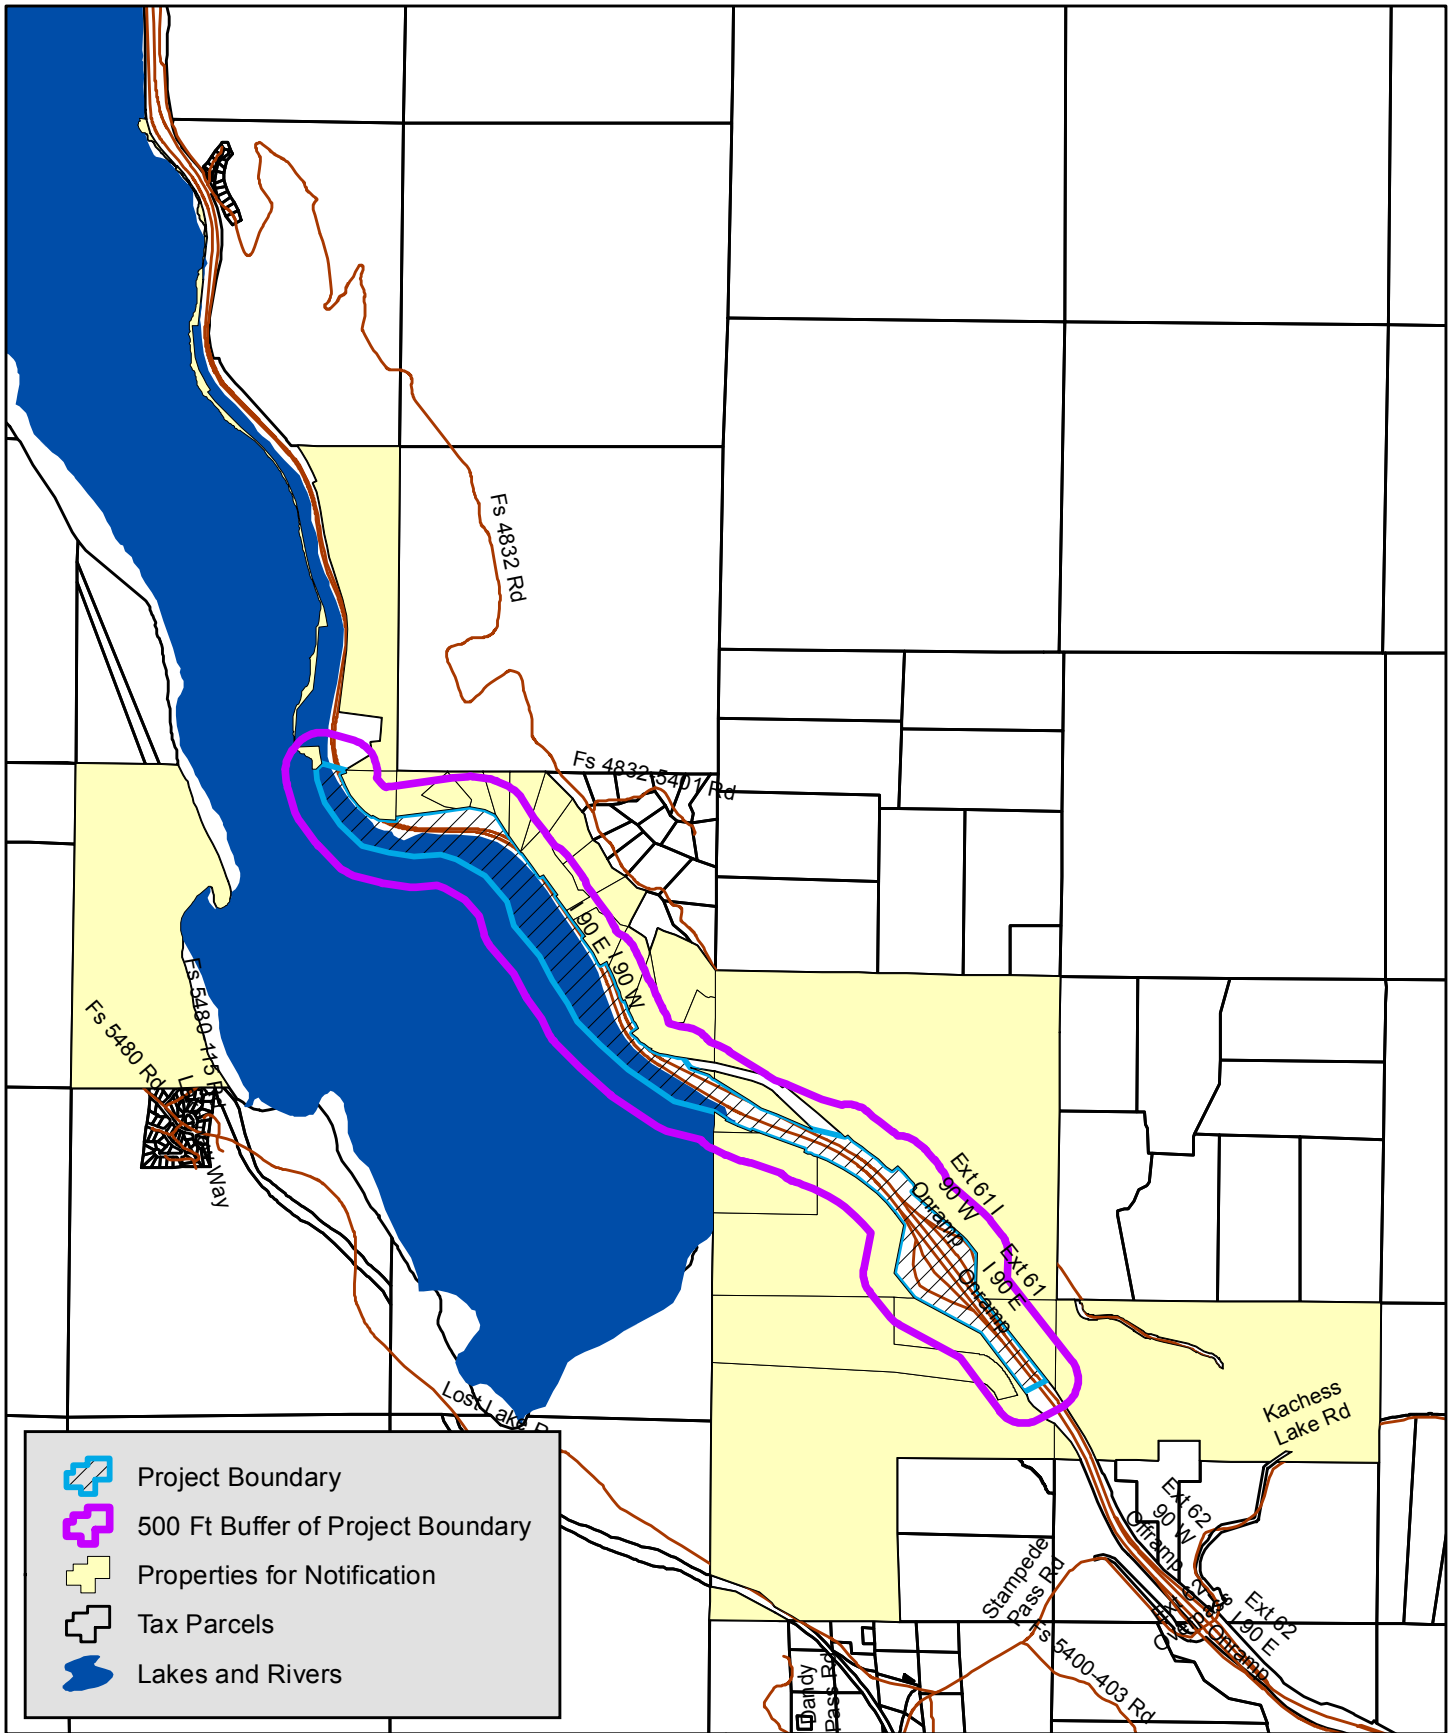 Fs 4832 Rd
Fs 4832-5401 Rd
I 90 E
I 90 W
Fs 5480-115 Rd
Fs 5480 Rd
Way
Ext 61 I
90 W
Onramp
Ext 61
I 90 E
Onramp
Lost Lake
Kachess
Lake Rd
Ext 62
90 W
Offramp
Stampede
Pass Rd
Ext 62
I 90 E
Onramp
Overpass
Fs 5400-403 Rd
Dandy
Pass Rd
Project Boundary
500 Ft Buffer of Project Boundary
Properties for Notification
Tax Parcels
Lakes and Rivers